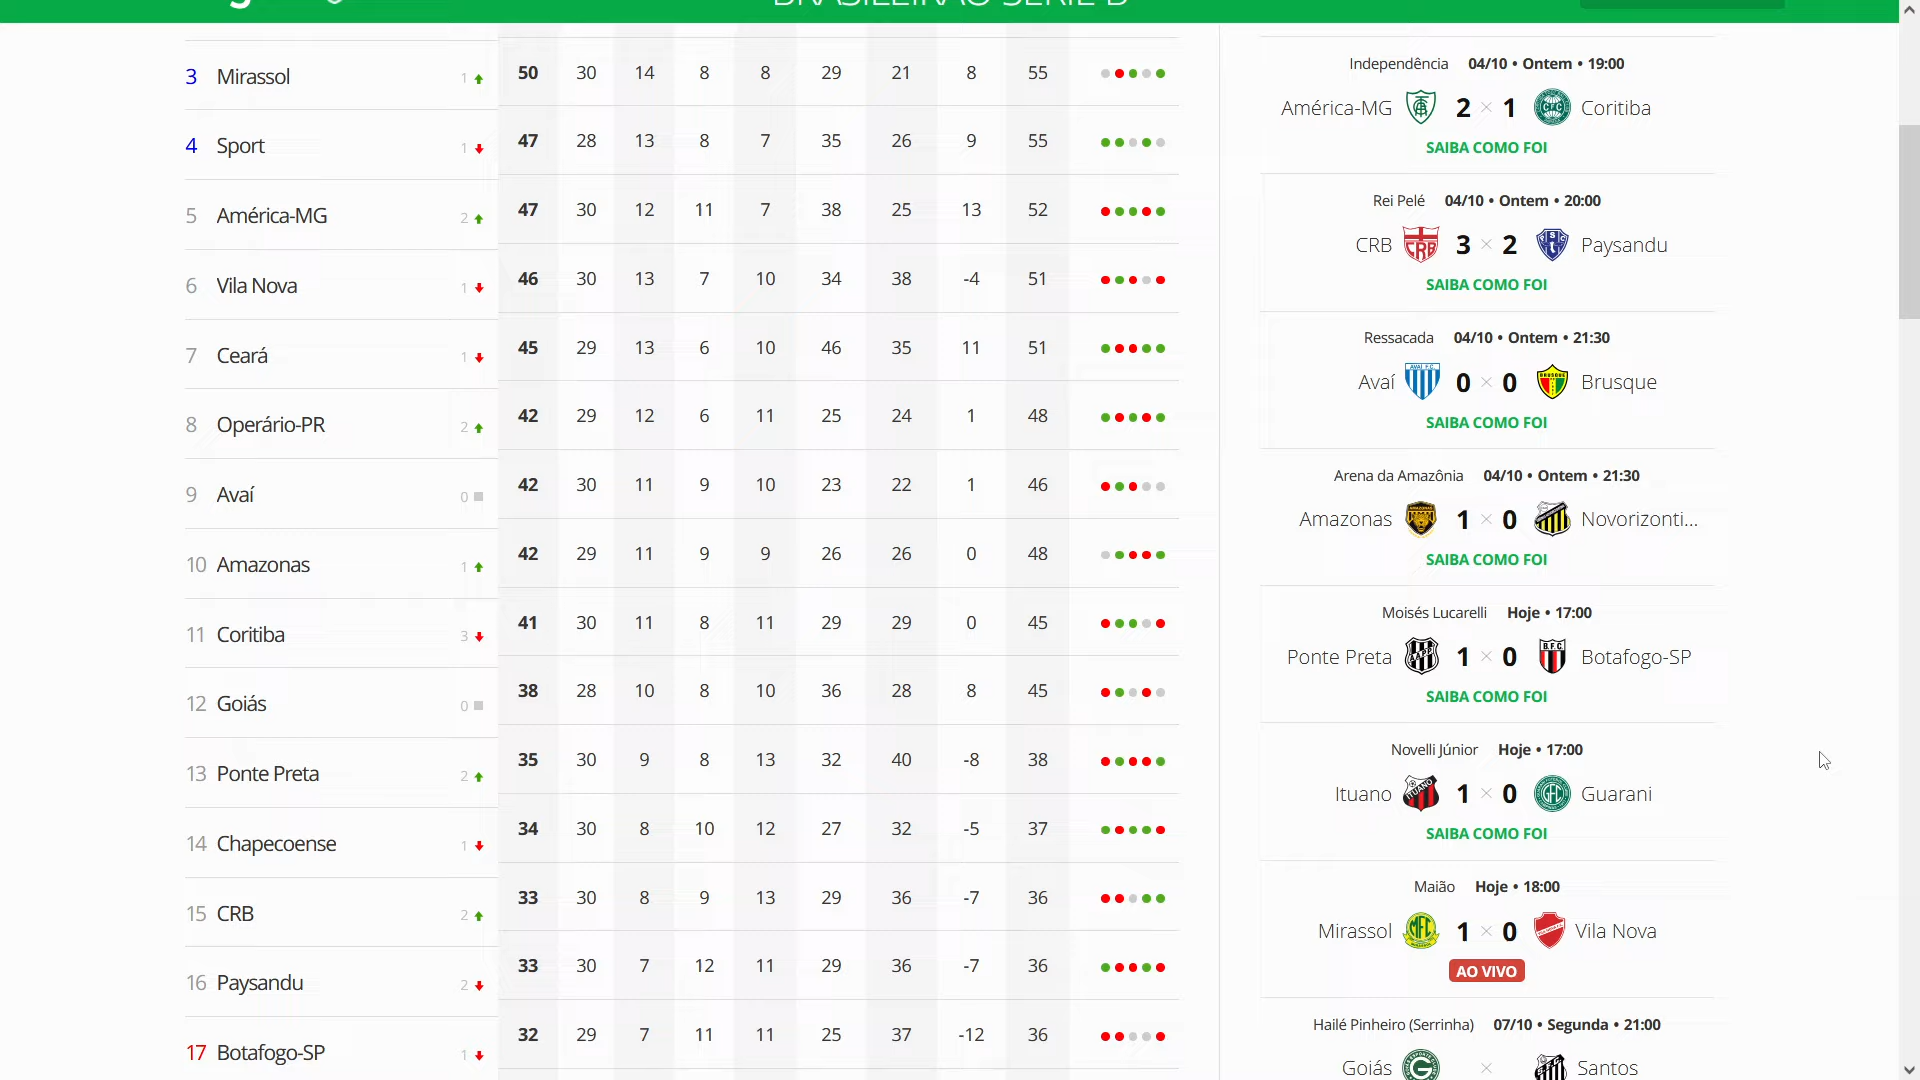 BRASILEIRÃO SÉRIE B
3 Mirassol 1 50 30 14 8 8 29 21 8 55
4 Sport 1 47 28 13 8 7 35 26 9 55
5 América-MG 2 47 30 12 11 7 38 25 13 52
6 Vila Nova 1 46 30 13 7 10 34 38 -4 51
7 Ceará 1 45 29 13 6 10 46 35 11 51
8 Operário-PR 2 42 29 12 6 11 25 24 1 48
9 Avaí 0 42 30 11 9 10 23 22 1 46
10 Amazonas 1 42 29 11 9 9 26 26 0 48
11 Coritiba 3 41 30 11 8 11 29 29 0 45
12 Goiás 0 38 28 10 8 10 36 28 8 45
13 Ponte Preta 2 35 30 9 8 13 32 40 -8 38
14 Chapecoense 1 34 30 8 10 12 27 32 -5 37
15 CRB 2 33 30 8 9 13 29 36 -7 36
16 Paysandu 2 33 30 7 12 11 29 36 -7 36
17 Botafogo-SP 1 32 29 7 11 11 25 37 -12 36
Independência 04/10 • Ontem • 19:00
América-MG 2 × 1 Coritiba
SAIBA COMO FOI
Rei Pelé 04/10 • Ontem • 20:00
CRB 3 × 2 Paysandu
SAIBA COMO FOI
Ressacada 04/10 • Ontem • 21:30
Avaí 0 × 0 Brusque
SAIBA COMO FOI
Arena da Amazônia 04/10 • Ontem • 21:30
Amazonas 1 × 0 Novorizonti...
SAIBA COMO FOI
Moisés Lucarelli Hoje • 17:00
Ponte Preta 1 × 0 Botafogo-SP
SAIBA COMO FOI
Novelli Júnior Hoje • 17:00
Ituano 1 × 0 Guarani
SAIBA COMO FOI
Maião Hoje • 18:00
Mirassol 1 × 0 Vila Nova
AO VIVO
Hailé Pinheiro (Serrinha) 07/10 • Segunda • 21:00
Goiás × Santos